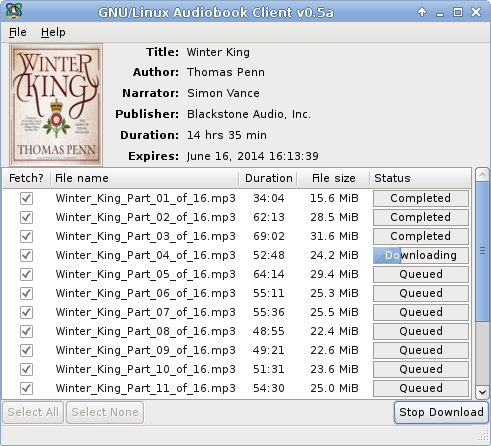 GNU/Linux Audiobook Client v0.5a
File Help
WINTER
KING
THOMAS PENN
Title: Winter King
Author: Thomas Penn
Narrator: Simon Vance
Publisher: Blackstone Audio, Inc.
Duration: 14 hrs 35 min
Expires: June 16, 2014 16:13:39
Fetch? File name Duration File size Status
Winter_King_Part_01_of_16.mp3 34:04 15.6 MiB Completed
Winter_King_Part_02_of_16.mp3 62:13 28.5 MiB Completed
Winter_King_Part_03_of_16.mp3 69:02 31.6 MiB Completed
Winter_King_Part_04_of_16.mp3 52:48 24.2 MiB Downloading
Winter_King_Part_05_of_16.mp3 64:14 29.4 MiB Queued
Winter_King_Part_06_of_16.mp3 55:11 25.3 MiB Queued
Winter_King_Part_07_of_16.mp3 55:36 25.5 MiB Queued
Winter_King_Part_08_of_16.mp3 48:55 22.4 MiB Queued
Winter_King_Part_09_of_16.mp3 49:21 22.6 MiB Queued
Winter_King_Part_10_of_16.mp3 51:31 23.6 MiB Queued
Winter_King_Part_11_of_16.mp3 54:30 25.0 MiB Queued
Select All Select None Stop Download